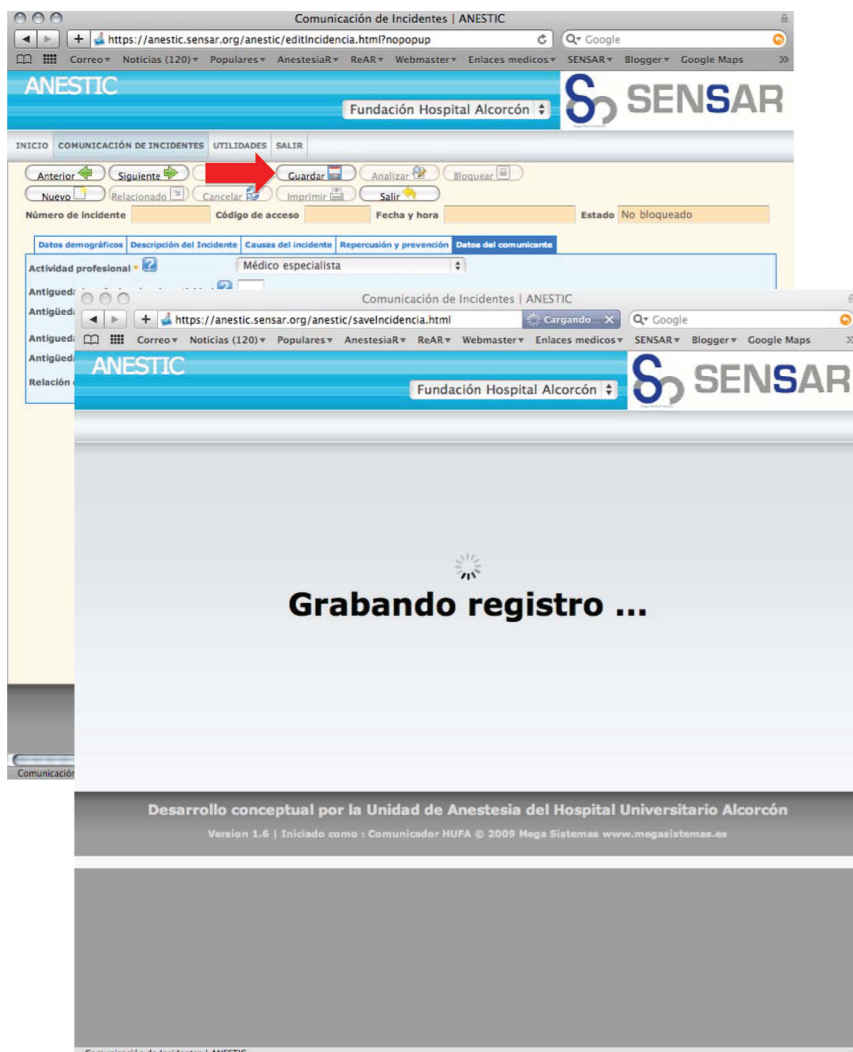 Comunicación de Incidentes | ANESTIC
https://anestic.sensar.org/anestic/editIncidencia.html?nopopup
Google
Correo Noticias (120) Populares AnestesiaR ReAR Webmaster Enlaces medicos SENSAR Blogger Google Maps
ANESTIC
Fundación Hospital Alcorcón
SENSAR
INICIO COMUNICACIÓN DE INCIDENTES UTILIDADES SALIR
Anterior Siguiente Guardar Analizar Bloquear
Nuevo Relacionado Cancelar Imprimir Salir
Número de incidente Código de acceso Fecha y hora Estado No bloqueado
Datos demográficos Descripción del Incidente Causas del incidente Repercusión y prevención Datos del comunicante
Actividad profesional * Médico especialista
Comunicación de Incidentes | ANESTIC
https://anestic.sensar.org/anestic/saveIncidencia.html Cargando... X
Google
Correo Noticias (120) Populares AnestesiaR ReAR Webmaster Enlaces medicos SENSAR Blogger Google Maps
ANESTIC
Fundación Hospital Alcorcón
SENSAR
Relación
Grabando registro ...
Desarrollo conceptual por la Unidad de Anestesia del Hospital Universitario Alcorcón
Version 1.6 | Iniciado como : Comunicador HUFA © 2009 Mega Sistemas www.megasistemas.es